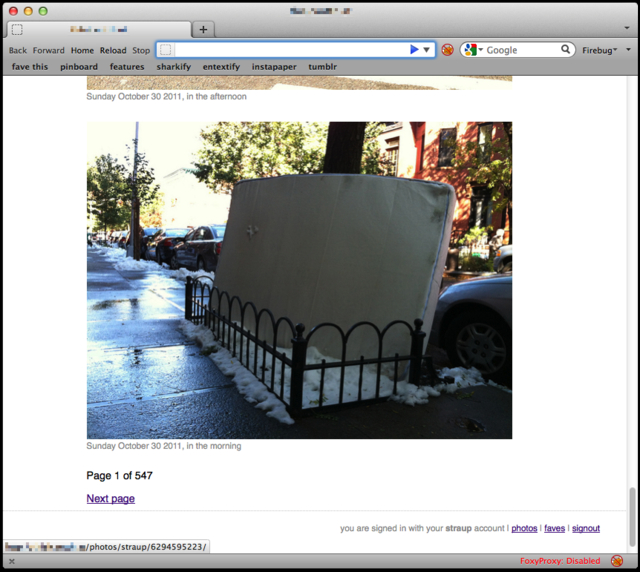 Back Forward Home Reload Stop Google Firebug
fave this pinboard features sharkify entextify instapaper tumblr
Sunday October 30 2011, in the afternoon
Sunday October 30 2011, in the morning
Page 1 of 547
Next page
you are signed in with your straup account | photos | faves | signout
m/photos/straup/6294595223/
FoxyProxy: Disabled